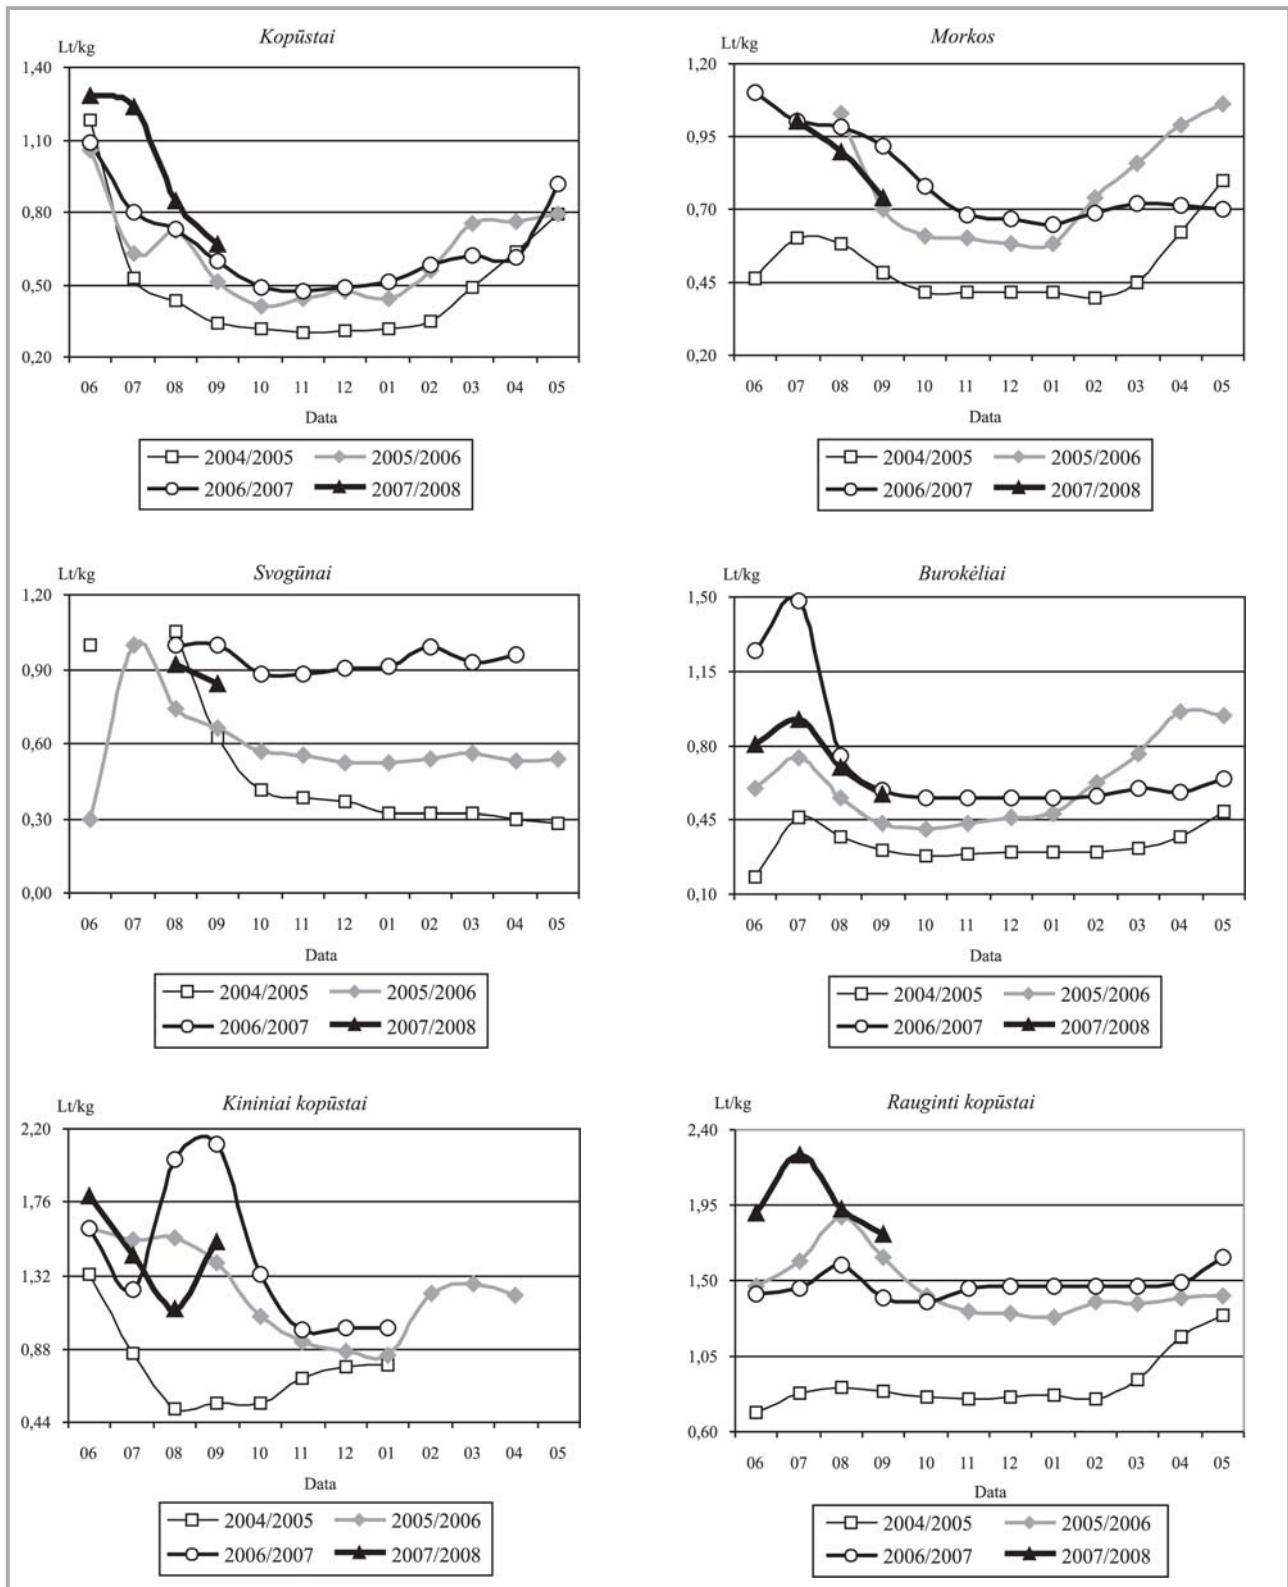 Kopūstai
Lt/kg
1,40
1,10
0,80
0,50
0,20
06 07 08 09 10 11 12 01 02 03 04 05
Data
2004/2005 2005/2006
2006/2007 2007/2008
Morkos
Lt/kg
1,20
0,95
0,70
0,45
0,20
06 07 08 09 10 11 12 01 02 03 04 05
Data
2004/2005 2005/2006
2006/2007 2007/2008
Svogūnai
Lt/kg
1,20
0,90
0,60
0,30
0,00
06 07 08 09 10 11 12 01 02 03 04 05
Data
2004/2005 2005/2006
2006/2007 2007/2008
Burokėliai
Lt/kg
1,50
1,15
0,80
0,45
0,10
06 07 08 09 10 11 12 01 02 03 04 05
Data
2004/2005 2005/2006
2006/2007 2007/2008
Kininiai kopūstai
Lt/kg
2,20
1,76
1,32
0,88
0,44
06 07 08 09 10 11 12 01 02 03 04 05
Data
2004/2005 2005/2006
2006/2007 2007/2008
Rauginti kopūstai
Lt/kg
2,40
1,95
1,50
1,05
0,60
06 07 08 09 10 11 12 01 02 03 04 05
Data
2004/2005 2005/2006
2006/2007 2007/2008